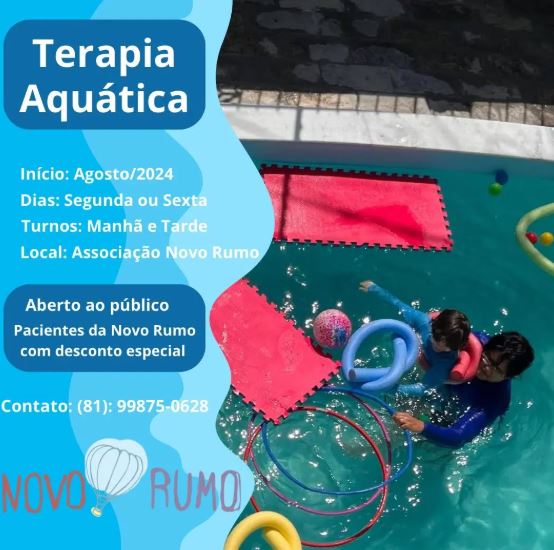 Terapia
Aquática
Início: Agosto/2024
Dias: Segunda ou Sexta
Turnos: Manhã e Tarde
Local: Associação Novo Rumo
Aberto ao público
Pacientes da Novo Rumo
com desconto especial
Contato: (81): 99875-0628
NOVO RUMO